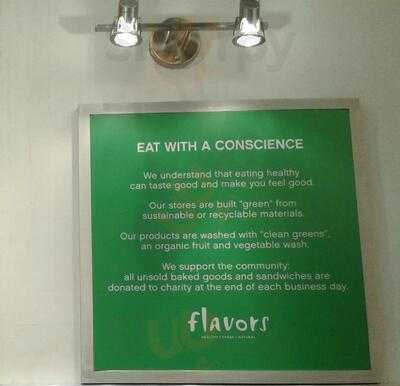 EAT WITH A CONSCIENCE
We understand that eating healthy
can taste good and make you feel good.
Our stores are built "green" from
sustainable or recyclable materials.
Our products are washed with "clean greens",
an organic fruit and vegetable wash.
We support the community:
all unsold baked goods and sandwiches are
donated to charity at the end of each business day.
flavors